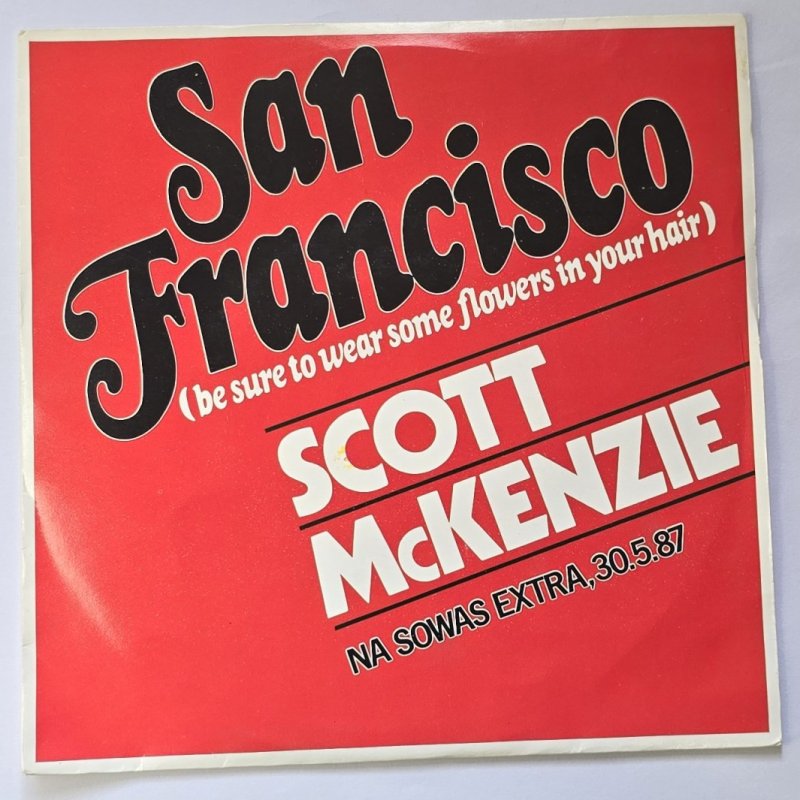 San
Francisco
(be sure to wear some flowers in your hair)
SCOTT
McKENZIE
NA SOWAS EXTRA, 30.5.87